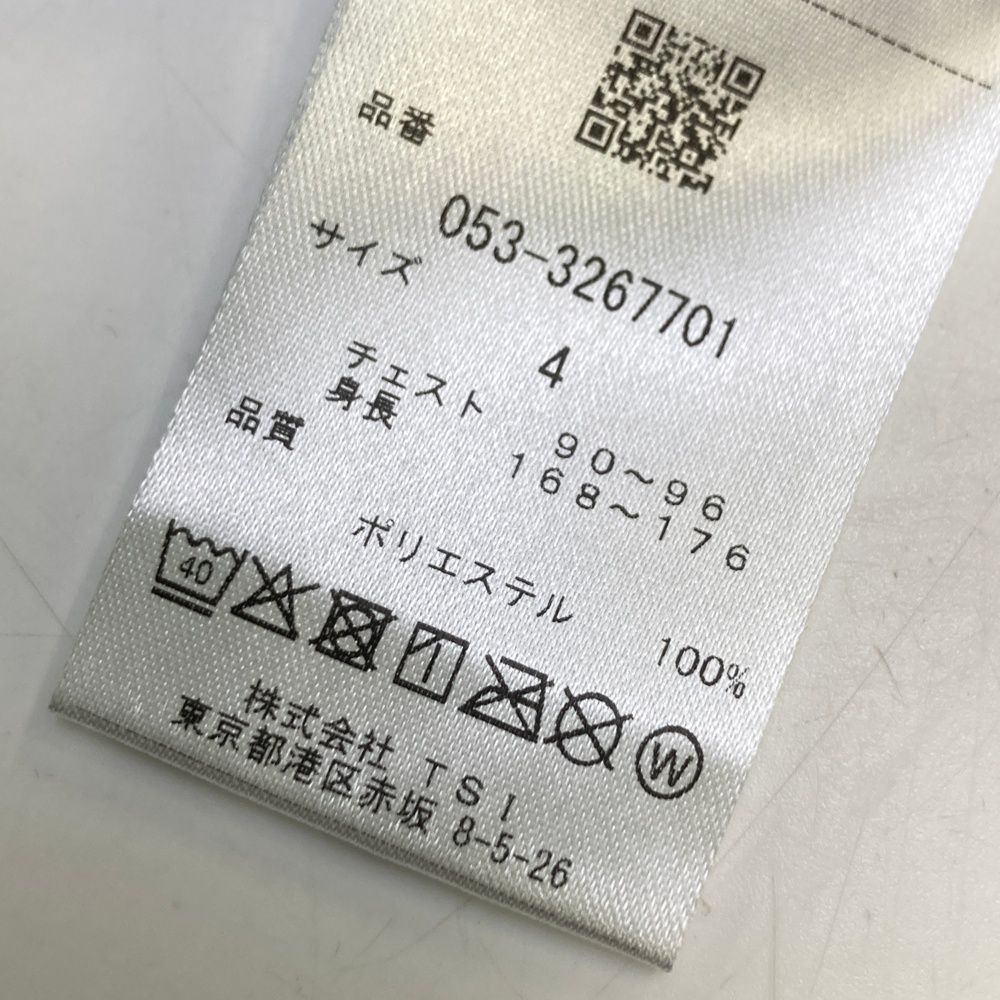 品番
053-3267701
サイズ
4
チェスト 90～96
身長 168～176
品質
ポリエステル 100%
40
W
株式会社 TSI
東京都港区赤坂 8-5-26